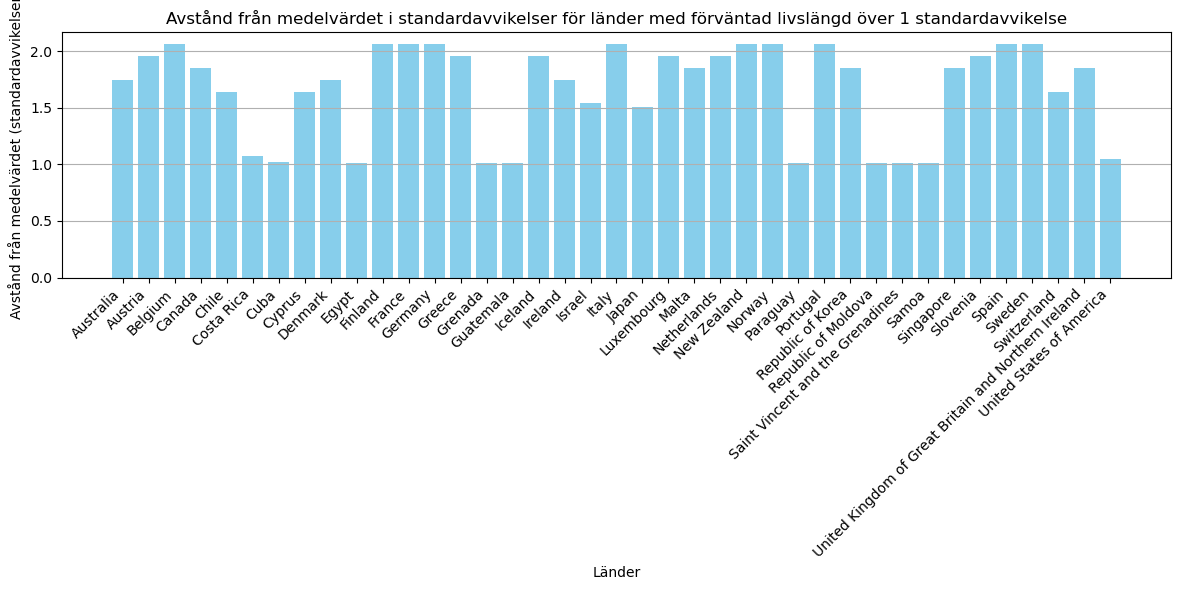 Avstånd från medelvärdet i standardavvikelser för länder med förväntad livslängd över 1 standardavvikelse
Avstånd från medelvärdet (standardavvikelser
2.0
1.5
1.0
0.5
0.0
Australia
Austria
Belgium
Canada
Chile
Costa Rica
Cuba
Cyprus
Denmark
Egypt
Finland
France
Germany
Greece
Grenada
Guatemala
Iceland
Ireland
Israel
Italy
Japan
Luxembourg
Malta
Netherlands
New Zealand
Norway
Paraguay
Portugal
Republic of Korea
Republic of Moldova
Saint Vincent and the Grenadines
Samoa
Singapore
Slovenia
Spain
Sweden
Switzerland
United Kingdom of Great Britain and Northern Ireland
United States of America
Länder